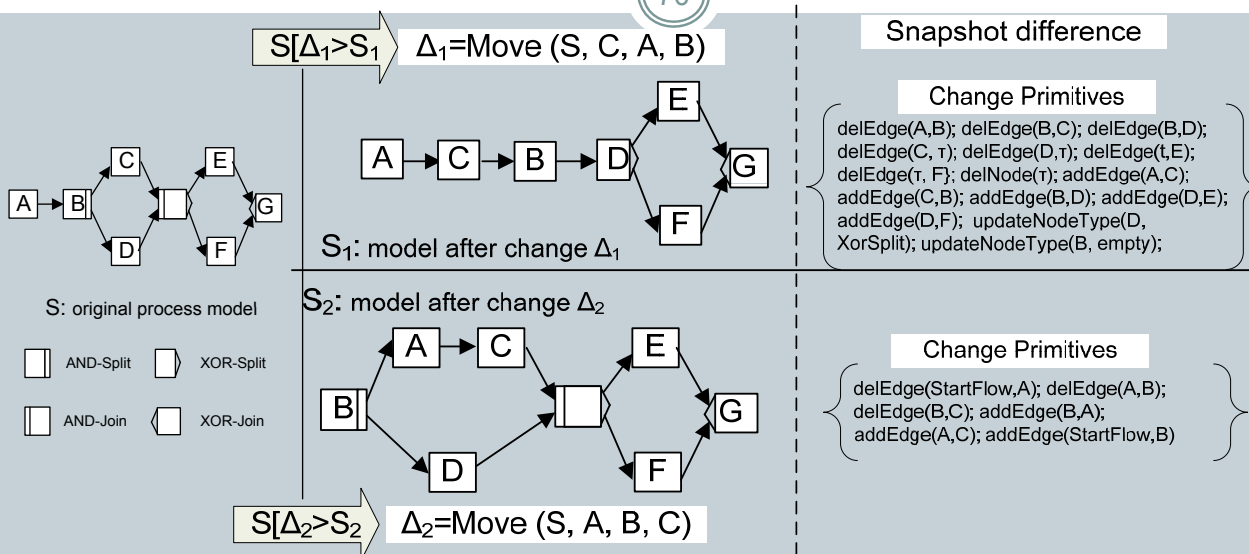 S[Δ₁>S₁
Δ₁=Move (S, C, A, B)
Snapshot difference
A
B
C
D
E
F
G
S: original process model
AND-Split
XOR-Split
AND-Join
XOR-Join
A
C
B
D
E
F
G
S₁: model after change Δ₁
Change Primitives
delEdge(A,B); delEdge(B,C); delEdge(B,D);
delEdge(C, τ); delEdge(D,τ); delEdge(t,E);
delEdge(τ, F}; delNode(τ); addEdge(A,C);
addEdge(C,B); addEdge(B,D); addEdge(D,E);
addEdge(D,F); updateNodeType(D,
XorSplit); updateNodeType(B, empty);
S₂: model after change Δ₂
A
C
B
D
E
F
G
S[Δ₂>S₂
Δ₂=Move (S, A, B, C)
Change Primitives
delEdge(StartFlow,A); delEdge(A,B);
delEdge(B,C); addEdge(B,A);
addEdge(A,C); addEdge(StartFlow,B)